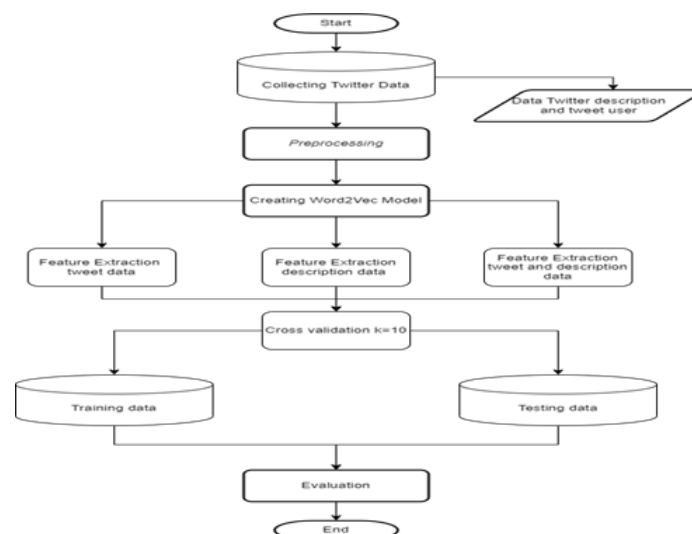 Start
Collecting Twitter Data
Data Twitter description
and tweet user
Preprocessing
Creating Word2Vec Model
Feature Extraction
tweet data
Feature Extraction
description data
Feature Extraction
tweet and description
data
Cross validation k=10
Training data
Testing data
Evaluation
End